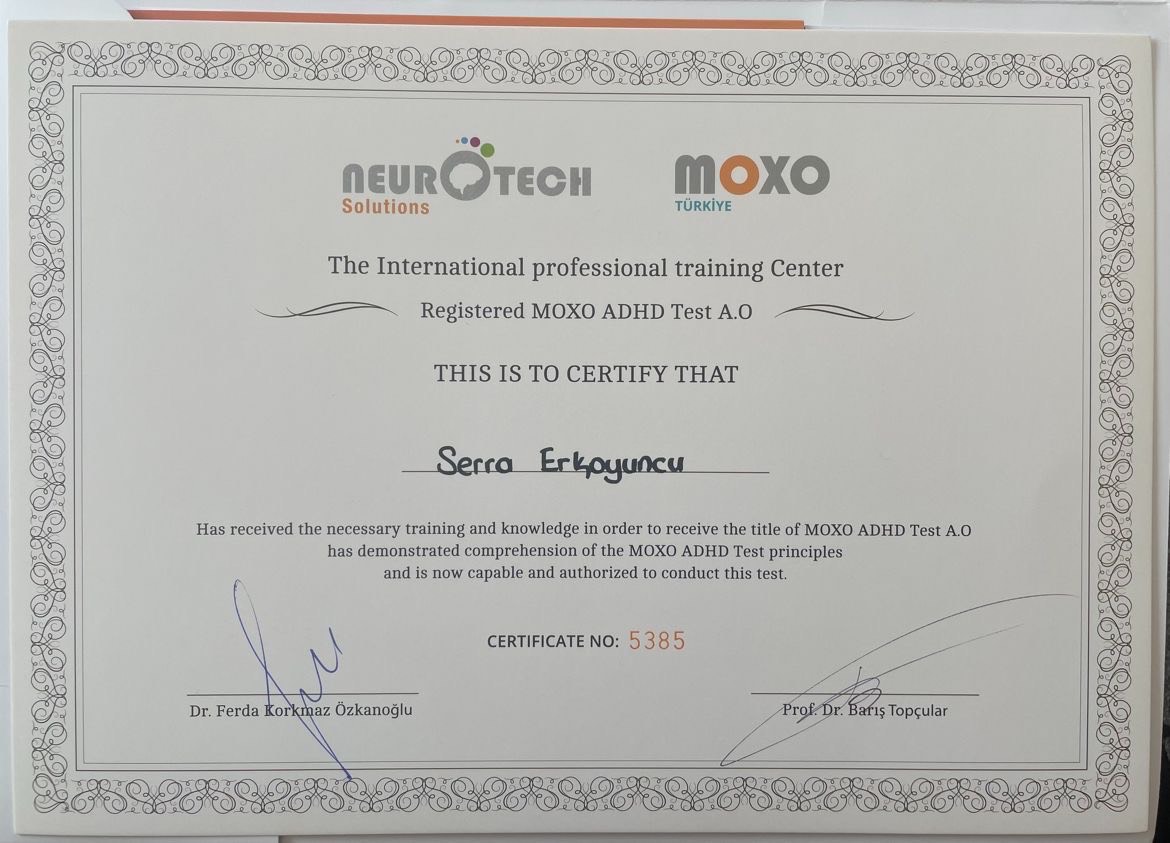 NEUROTECH
Solutions
MOXO
TÜRKİYE
The International professional training Center
Registered MOXO ADHD Test A.O
THIS IS TO CERTIFY THAT
Serra Erkoyuncu
Has received the necessary training and knowledge in order to receive the title of MOXO ADHD Test A.O
has demonstrated comprehension of the MOXO ADHD Test principles
and is now capable and authorized to conduct this test.
CERTIFICATE NO: 5385
Dr. Ferda Korkmaz Özkanoğlu
Prof. Dr. Barış Topçular